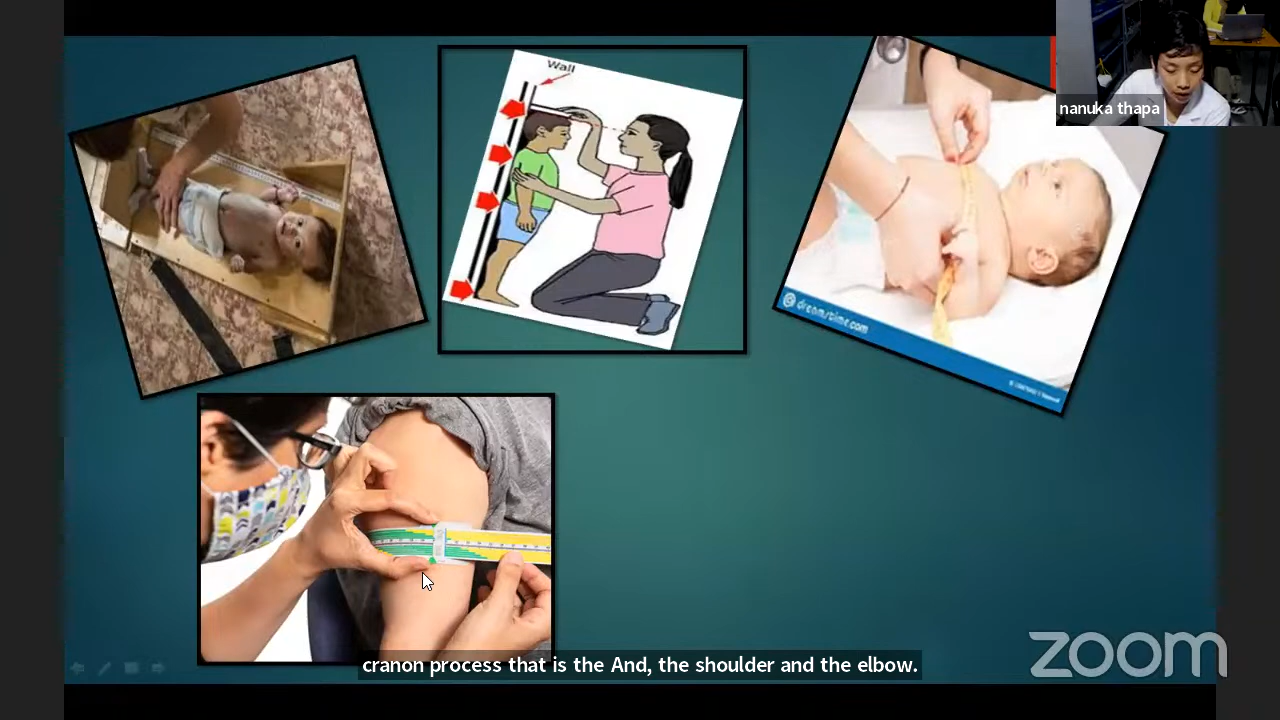 Wall
nanuka thapa
@ dreamstime.com
cranon process that is the And, the shoulder and the elbow.
zoom